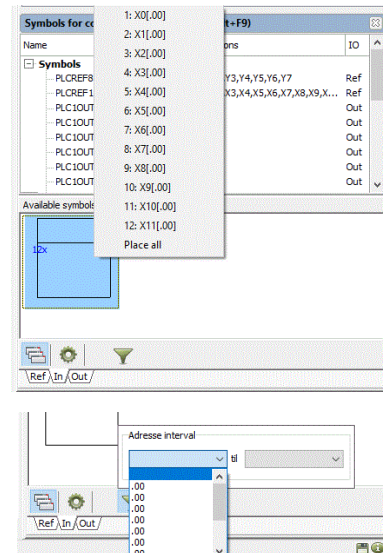 Symbols for co
t+F9)
Name
ons
IO
Symbols
PLCREF8
Y3,Y4,Y5,Y6,Y7
Ref
PLCREF1
X3,X4,X5,X6,X7,X8,X9,X...
Ref
PLC1OUT
Out
PLC1OUT
Out
PLC1OUT
Out
PLC1OUT
Out
PLC1OUT
Out
1: X0[.00]
2: X1[.00]
3: X2[.00]
4: X3[.00]
5: X4[.00]
6: X5[.00]
7: X6[.00]
8: X7[.00]
9: X8[.00]
10: X9[.00]
11: X10[.00]
12: X11[.00]
Place all
Available symbols
12x
Ref In Out
Adresse interval
til
.00
.00
.00
.00
.00
.00
Ref In Out